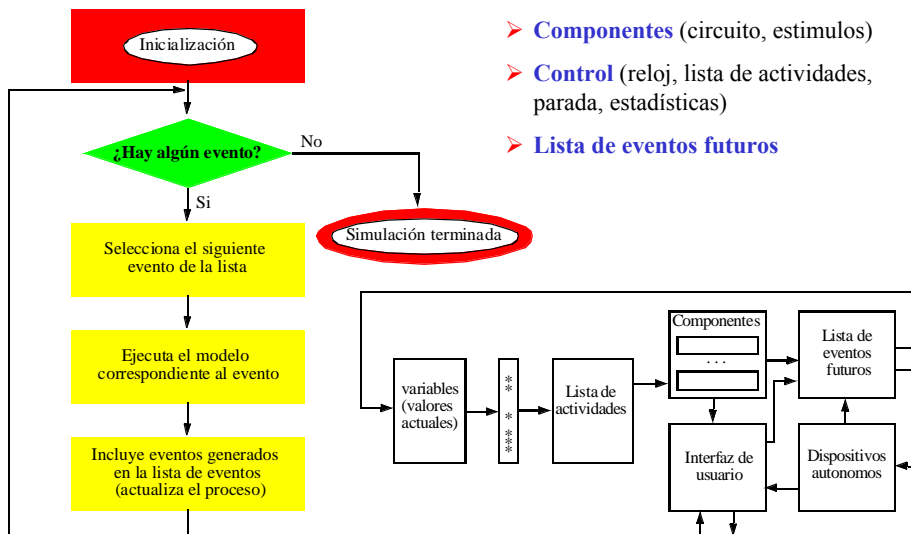 Inicialización
¿Hay algún evento?
No
Si
Simulación terminada
Selecciona el siguiente
evento de la lista
Ejecuta el modelo
correspondiente al evento
Incluye eventos generados
en la lista de eventos
(actualiza el proceso)
➢ Componentes (circuito, estimulos)
➢ Control (reloj, lista de actividades,
parada, estadísticas)
➢ Lista de eventos futuros
variables
(valores
actuales)
** * ***
Lista de
actividades
Componentes
...
Lista de
eventos
futuros
Interfaz de
usuario
Dispositivos
autonomos